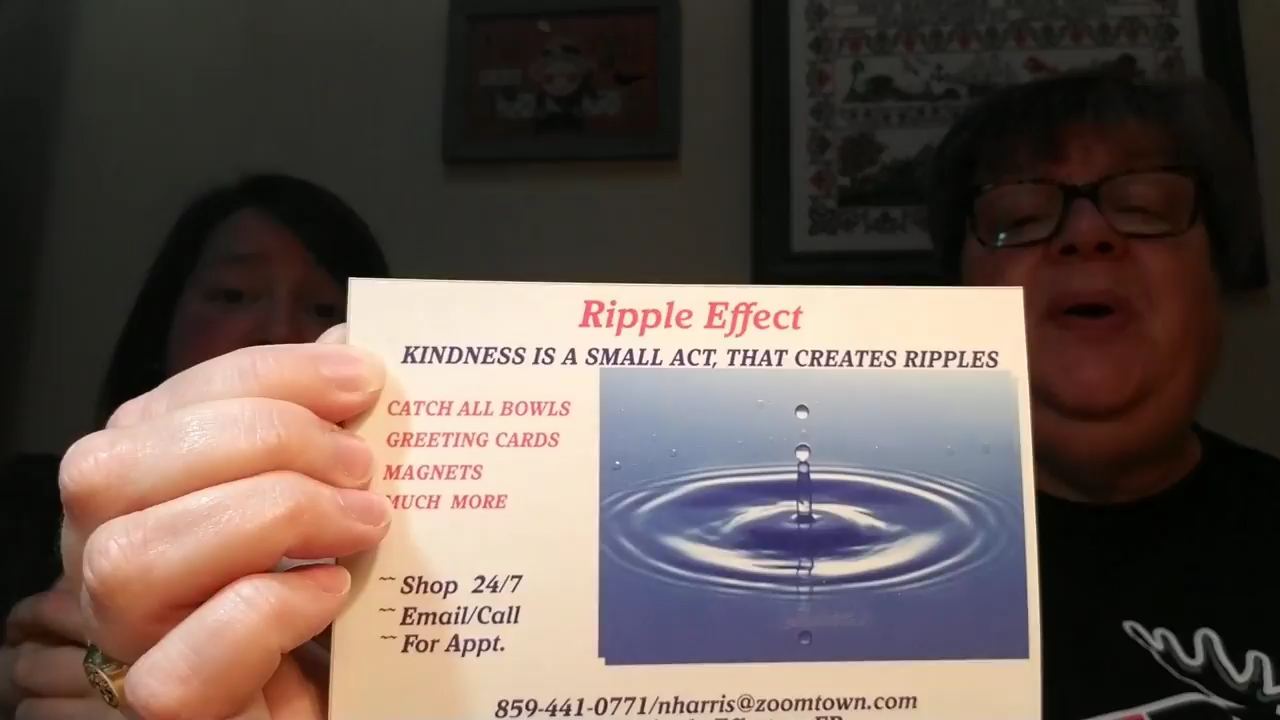 Ripple Effect
KINDNESS IS A SMALL ACT, THAT CREATES RIPPLES
CATCH ALL BOWLS
GREETING CARDS
MAGNETS
MUCH MORE
~~ Shop 24/7
~~ Email/Call
~~ For Appt.
859-441-0771/nharris@zoomtown.com